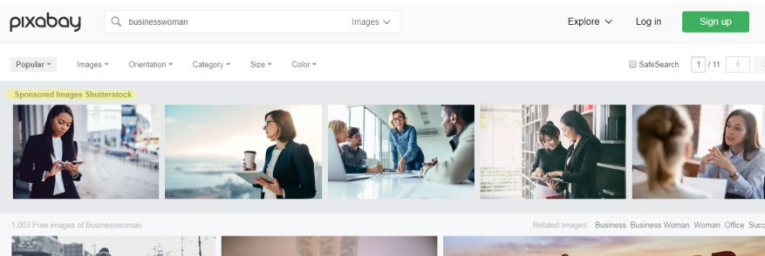 pixabay businesswoman Images Explore Log in Sign up
Popular Images Orientation Category Size Color SafeSearch 1 / 11
Sponsored Images Shutterstock
1,003 Free images of Businesswoman Related Images: Business Business Woman Woman Office Succ